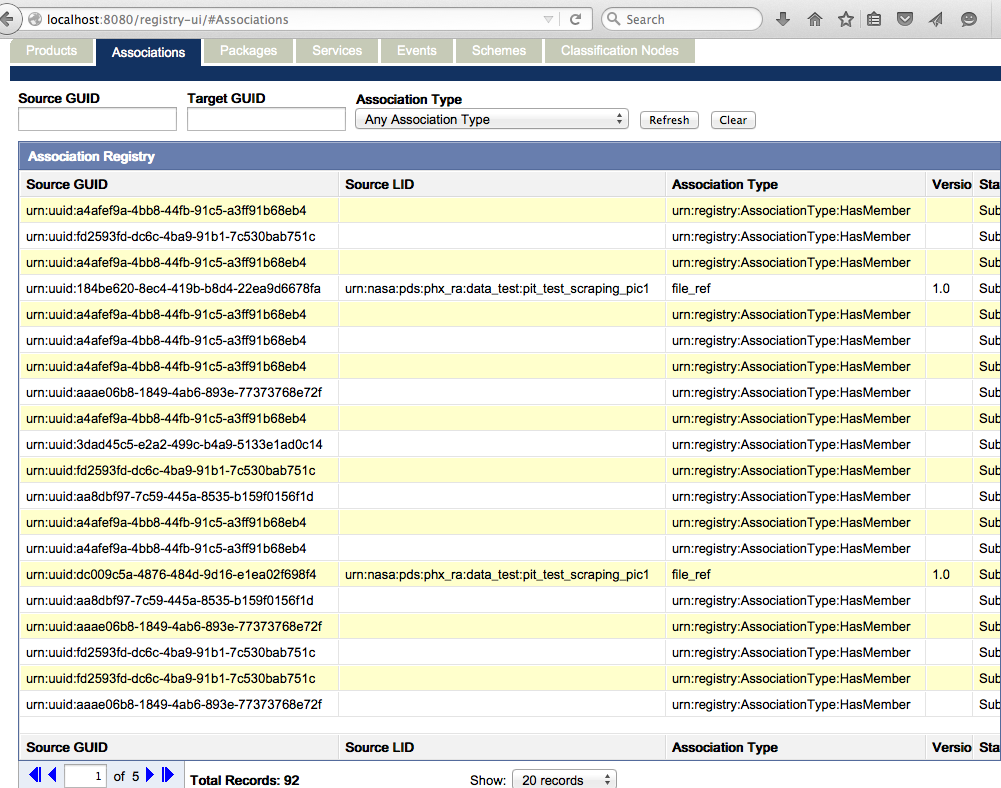 localhost:8080/registry-ui/#Associations Search
Products Associations Packages Services Events Schemes Classification Nodes
Source GUID Target GUID Association Type
Any Association Type Refresh Clear
Association Registry
Source GUID Source LID Association Type Versio Sta
urn:uuid:a4afef9a-4bb8-44fb-91c5-a3ff91b68eb4 urn:registry:AssociationType:HasMember Sub
urn:uuid:fd2593fd-dc6c-4ba9-91b1-7c530bab751c urn:registry:AssociationType:HasMember Sub
urn:uuid:a4afef9a-4bb8-44fb-91c5-a3ff91b68eb4 urn:registry:AssociationType:HasMember Sub
urn:uuid:184be620-8ec4-419b-b8d4-22ea9d6678fa urn:nasa:pds:phx_ra:data_test:pit_test_scraping_pic1 file_ref 1.0 Sub
urn:uuid:a4afef9a-4bb8-44fb-91c5-a3ff91b68eb4 urn:registry:AssociationType:HasMember Sub
urn:uuid:a4afef9a-4bb8-44fb-91c5-a3ff91b68eb4 urn:registry:AssociationType:HasMember Sub
urn:uuid:a4afef9a-4bb8-44fb-91c5-a3ff91b68eb4 urn:registry:AssociationType:HasMember Sub
urn:uuid:aaae06b8-1849-4ab6-893e-77373768e72f urn:registry:AssociationType:HasMember Sub
urn:uuid:a4afef9a-4bb8-44fb-91c5-a3ff91b68eb4 urn:registry:AssociationType:HasMember Sub
urn:uuid:3dad45c5-e2a2-499c-b4a9-5133e1ad0c14 urn:registry:AssociationType:HasMember Sub
urn:uuid:fd2593fd-dc6c-4ba9-91b1-7c530bab751c urn:registry:AssociationType:HasMember Sub
urn:uuid:aa8dbf97-7c59-445a-8535-b159f0156f1d urn:registry:AssociationType:HasMember Sub
urn:uuid:a4afef9a-4bb8-44fb-91c5-a3ff91b68eb4 urn:registry:AssociationType:HasMember Sub
urn:uuid:a4afef9a-4bb8-44fb-91c5-a3ff91b68eb4 urn:registry:AssociationType:HasMember Sub
urn:uuid:dc009c5a-4876-484d-9d16-e1ea02f698f4 urn:nasa:pds:phx_ra:data_test:pit_test_scraping_pic1 file_ref 1.0 Sub
urn:uuid:aa8dbf97-7c59-445a-8535-b159f0156f1d urn:registry:AssociationType:HasMember Sub
urn:uuid:aaae06b8-1849-4ab6-893e-77373768e72f urn:registry:AssociationType:HasMember Sub
urn:uuid:fd2593fd-dc6c-4ba9-91b1-7c530bab751c urn:registry:AssociationType:HasMember Sub
urn:uuid:fd2593fd-dc6c-4ba9-91b1-7c530bab751c urn:registry:AssociationType:HasMember Sub
urn:uuid:aaae06b8-1849-4ab6-893e-77373768e72f urn:registry:AssociationType:HasMember Sub
Source GUID Source LID Association Type Versio Sta
1 of 5 Total Records: 92 Show: 20 records